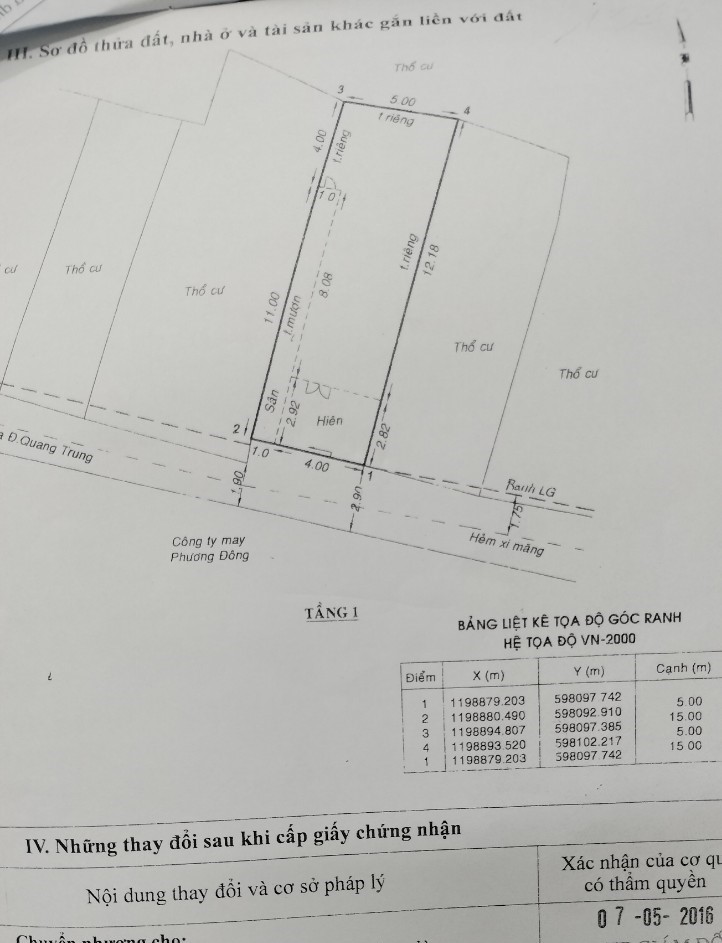 III. Sơ đồ thửa đất, nhà ở và tài sản khác gắn liền với đất
Thổ cư
3
5.00
4
t riêng
4.00
t.riêng
1.0
cư
Thổ cư
Thổ cư
11.00
t.mượn
8.08
t.riêng
12.18
Thổ cư
Thổ cư
Sân
2.92
Hiên
2.82
2
1.0
4.00
1
Đ.Quang Trung
1.90
2.90
Ranh LG
1.75
Hẻm xi măng
Công ty may
Phương Đông
TẦNG 1
BẢNG LIỆT KÊ TỌA ĐỘ GÓC RANH
HỆ TỌA ĐỘ VN-2000
Điểm X (m) Y (m) Cạnh (m)
1 1198879.203 598097.742
5.00
2 1198880.490 598092.910
15.00
3 1198894.807 598097.385
5.00
4 1198893.520 598102.217
15.00
1 1198879.203 598097.742
IV. Những thay đổi sau khi cấp giấy chứng nhận
Nội dung thay đổi và cơ sở pháp lý
Xác nhận của cơ qu
có thẩm quyền
07-05-2016
Chuyển nhượng cho: